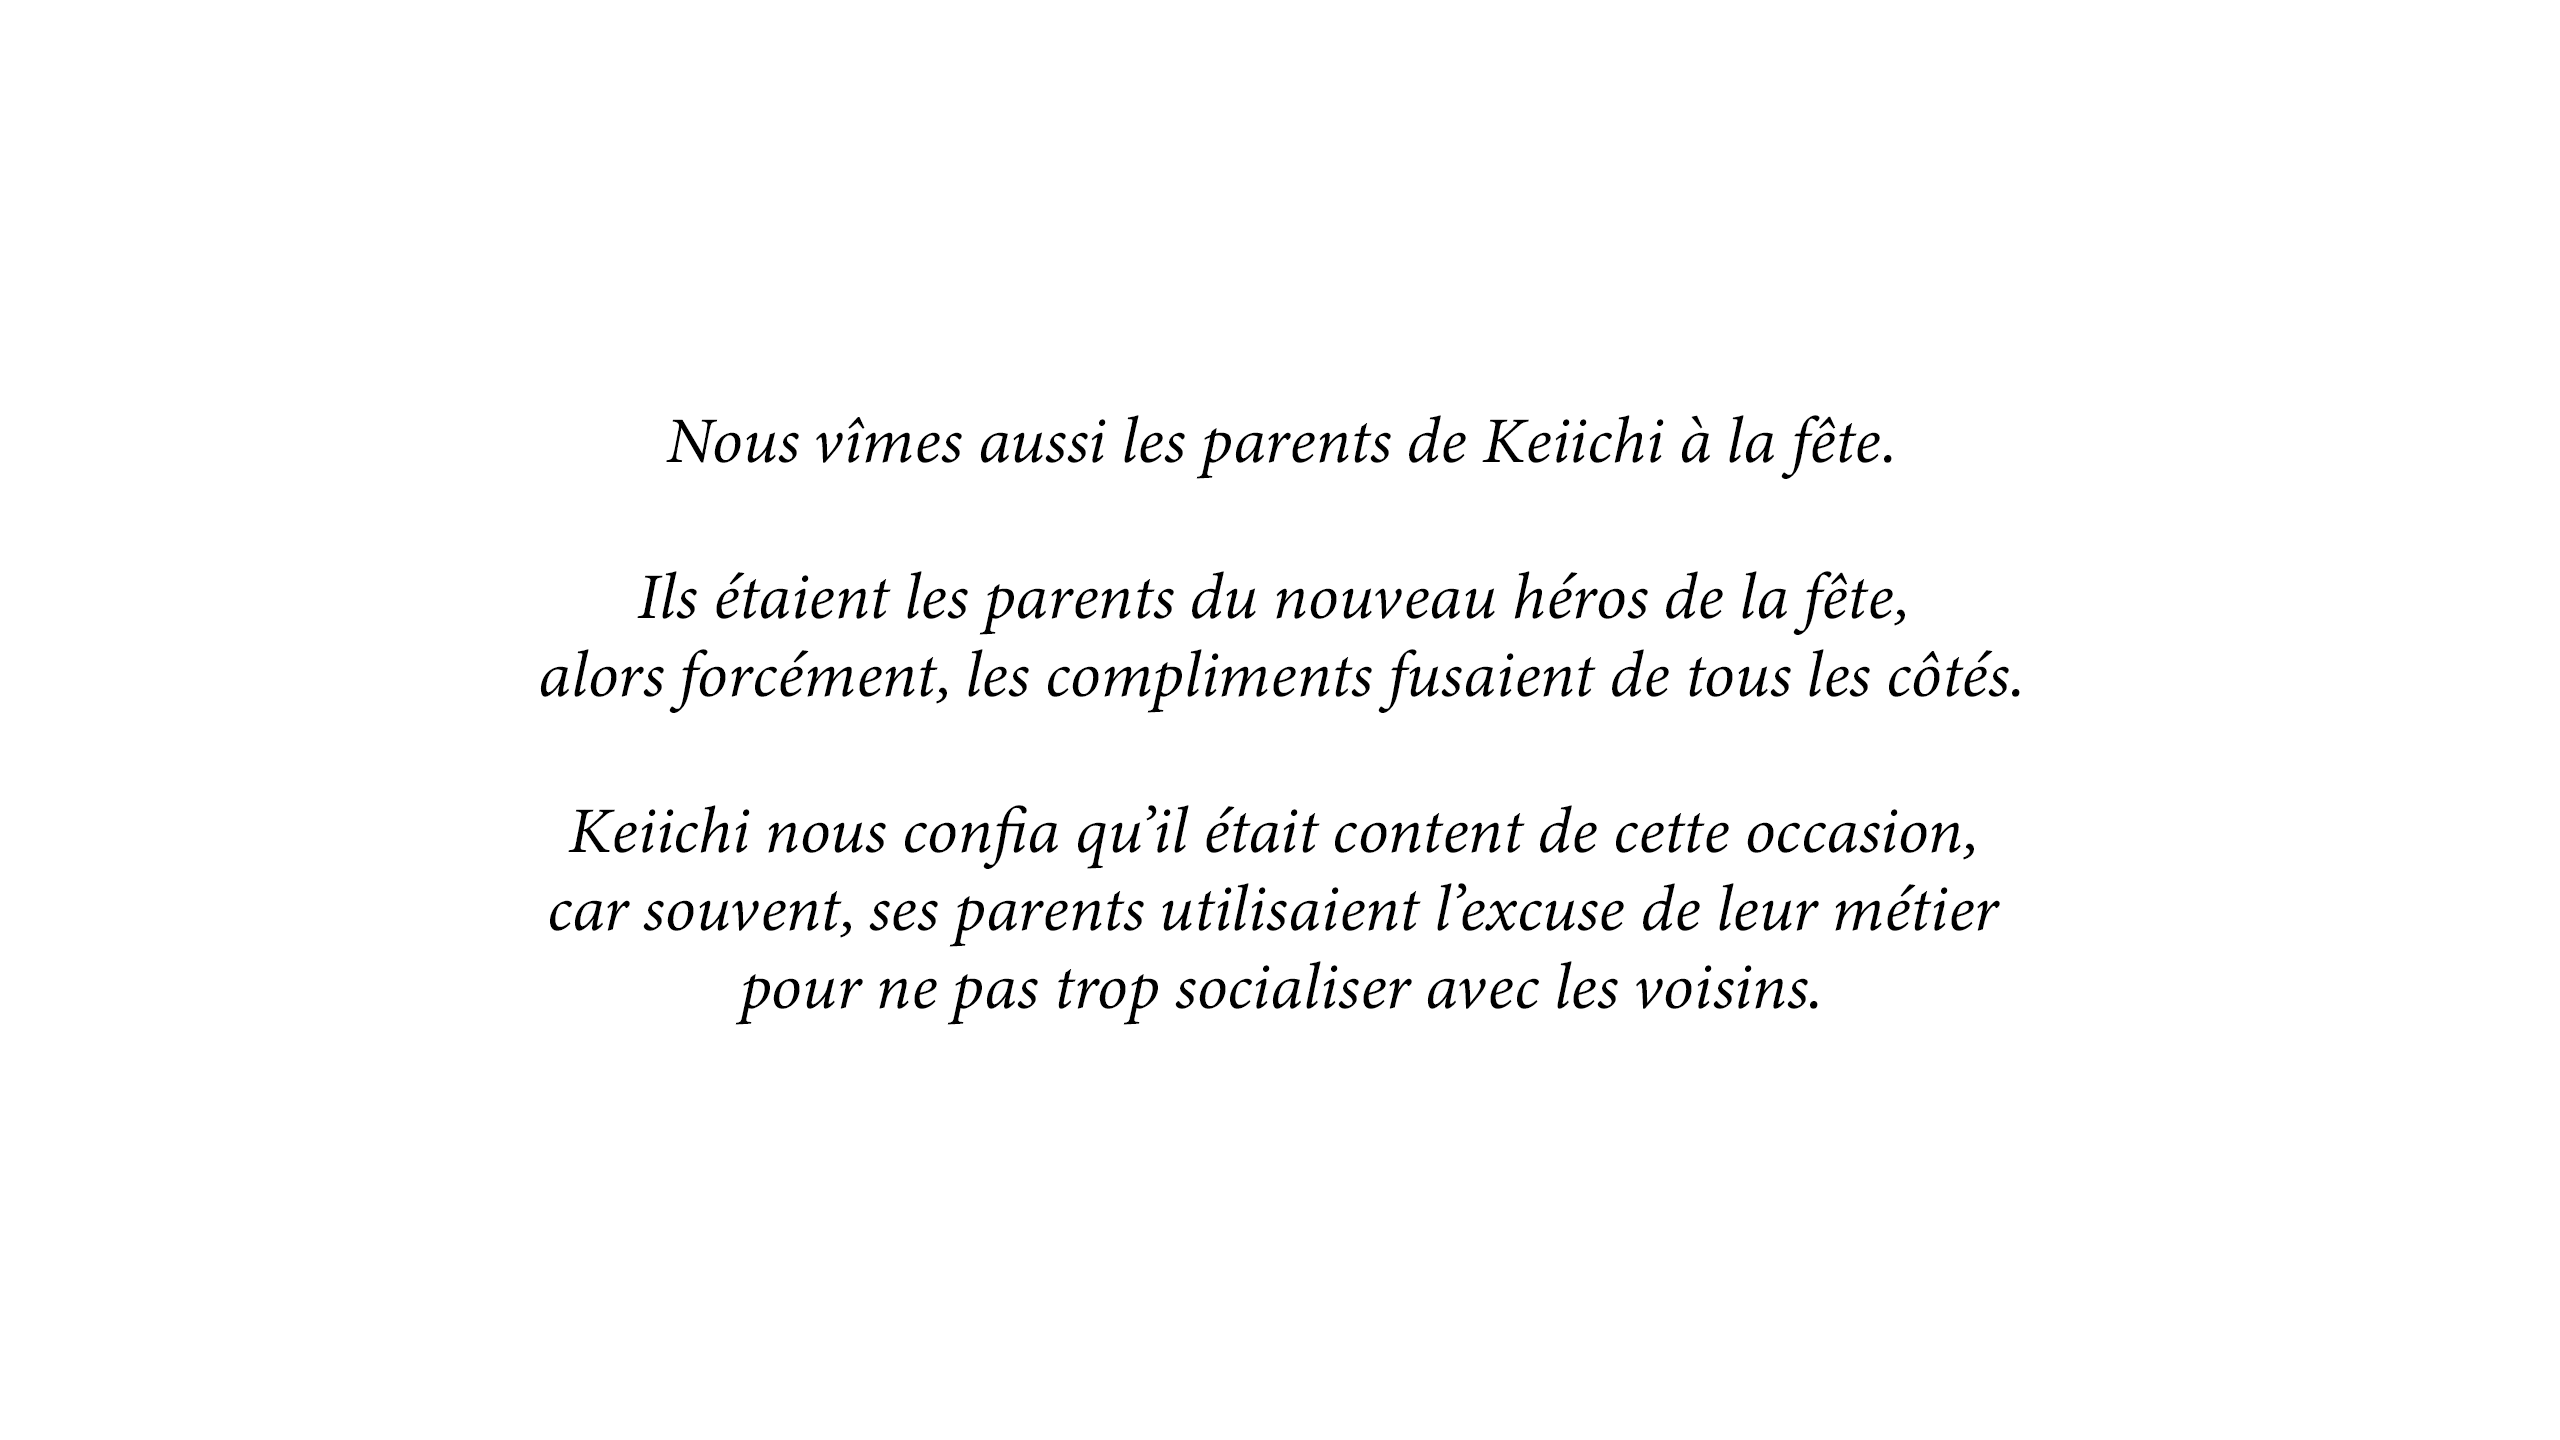 Nous vîmes aussi les parents de Keiichi à la fête.
Ils étaient les parents du nouveau héros de la fête,
alors forcément, les compliments fusaient de tous les côtés.
Keiichi nous confia qu’il était content de cette occasion,
car souvent, ses parents utilisaient l’excuse de leur métier
pour ne pas trop socialiser avec les voisins.